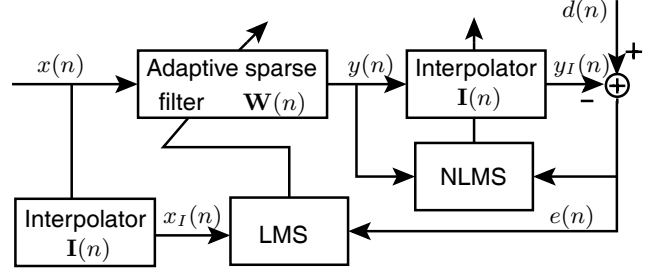 d(n)
x(n)
Adaptive sparse
filter W(n)
y(n)
Interpolator
I(n)
y_I(n)
+
−
+
NLMS
Interpolator
I(n)
x_I(n)
LMS
e(n)